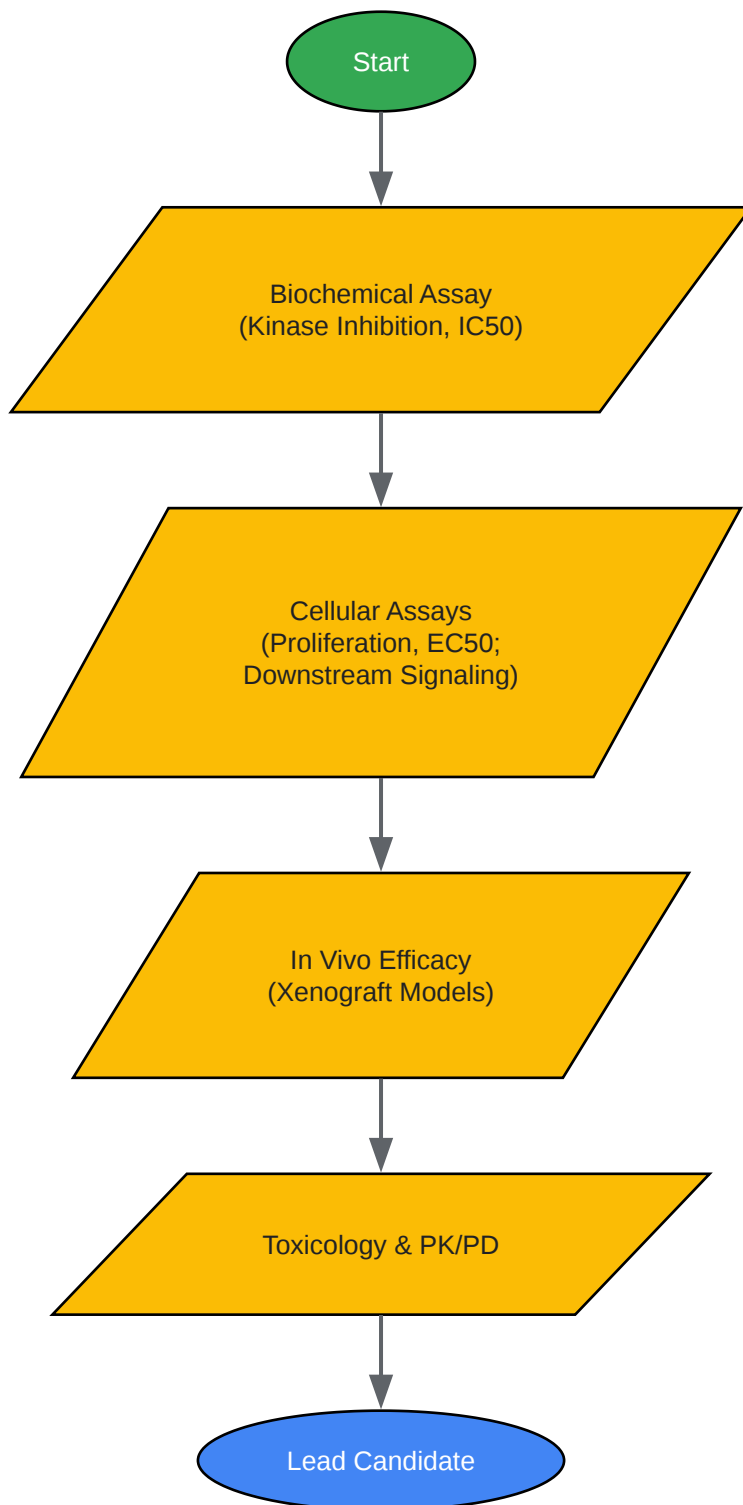 Start
Biochemical Assay
(Kinase Inhibition, IC50)
Cellular Assays
(Proliferation, EC50;
Downstream Signaling)
In Vivo Efficacy
(Xenograft Models)
Toxicology & PK/PD
Lead Candidate